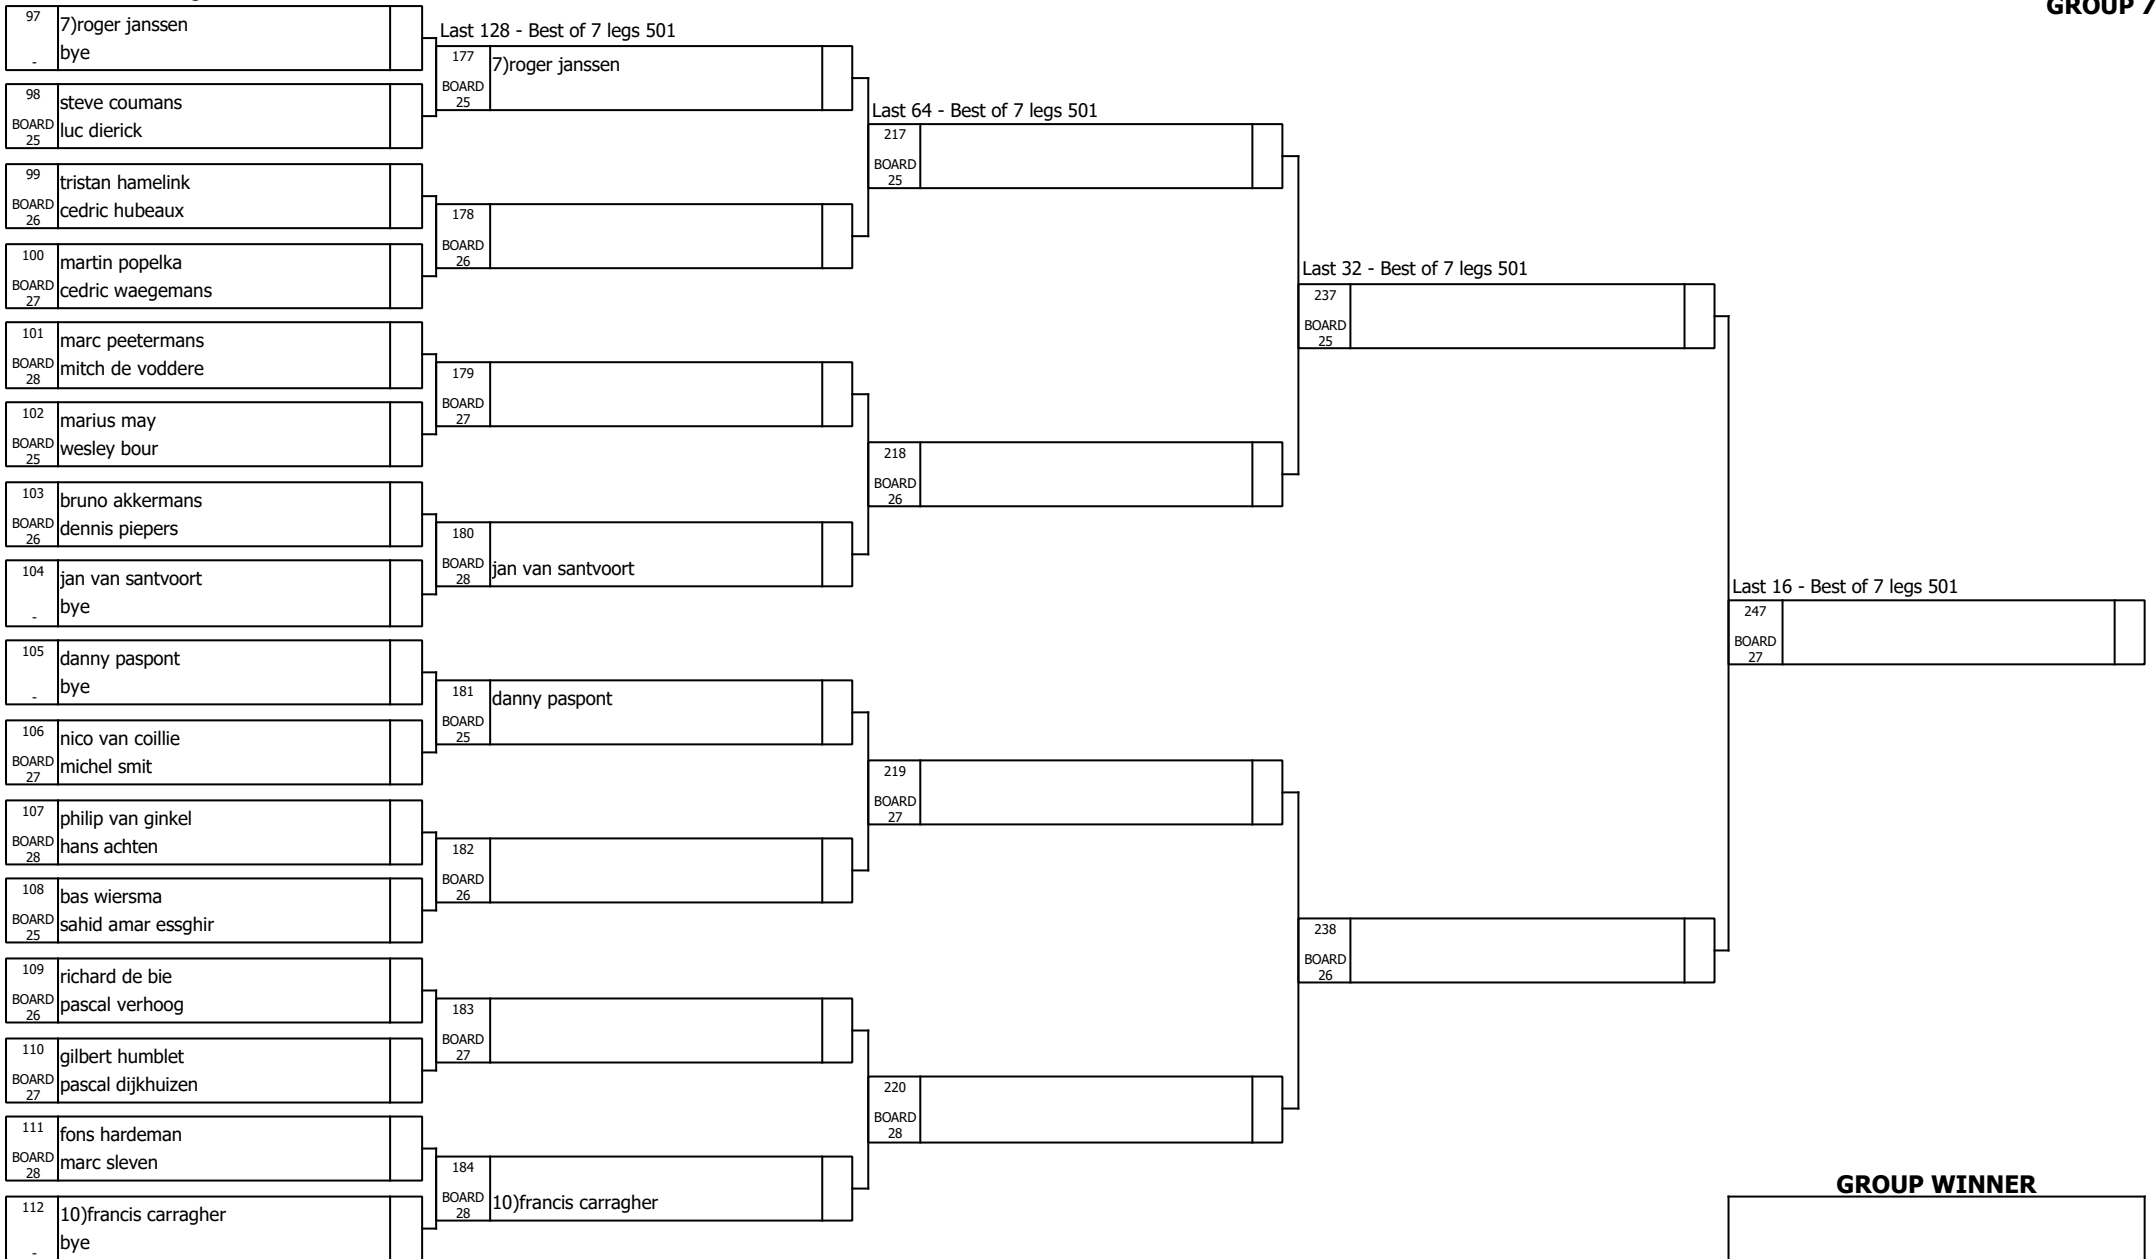 GROUP 7
97
7)roger janssen
bye
-
98
steve coumans
BOARD
luc dierick
25
99
tristan hamelink
BOARD
cedric hubeaux
26
100
martin popelka
BOARD
cedric waegemans
27
101
marc peetermans
BOARD
mitch de voddere
28
102
marius may
BOARD
wesley bour
25
103
bruno akkermans
BOARD
dennis piepers
26
104
jan van santvoort
bye
-
105
danny paspont
bye
-
106
nico van coillie
BOARD
michel smit
27
107
philip van ginkel
BOARD
hans achten
28
108
bas wiersma
BOARD
sahid amar essghir
25
109
richard de bie
BOARD
pascal verhoog
26
110
gilbert humblet
BOARD
pascal dijkhuizen
27
111
fons hardeman
BOARD
marc sleven
28
112
10)francis carragher
bye
-
Last 128 - Best of 7 legs 501
177
7)roger janssen
BOARD
25
178
BOARD
26
179
BOARD
27
180
BOARD
jan van santvoort
28
181
danny paspont
BOARD
25
182
BOARD
26
183
BOARD
27
184
BOARD
10)francis carragher
28
Last 64 - Best of 7 legs 501
217
BOARD
25
218
BOARD
26
219
BOARD
27
220
BOARD
28
Last 32 - Best of 7 legs 501
237
BOARD
25
238
BOARD
26
Last 16 - Best of 7 legs 501
247
BOARD
27
GROUP WINNER